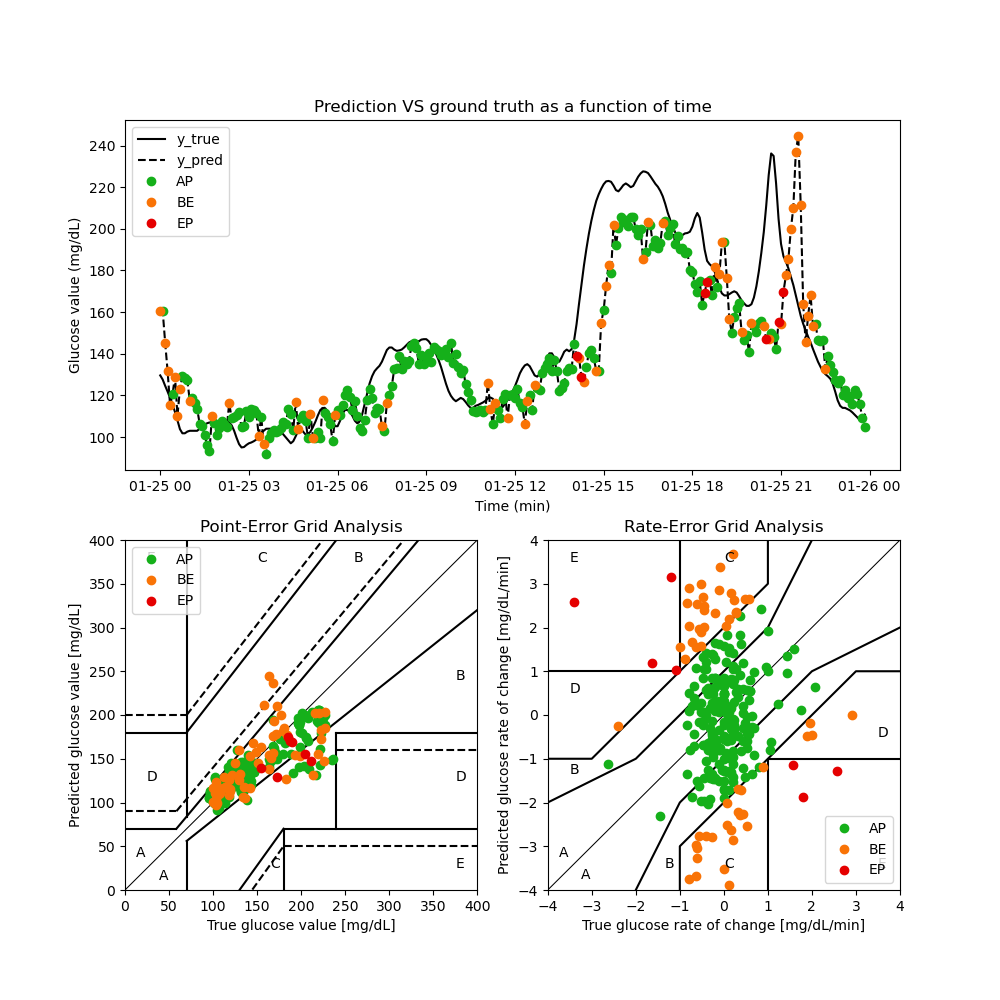 Prediction VS ground truth as a function of time
Glucose value (mg/dL)
240
220
200
180
160
140
120
100
y_true
y_pred
AP
BE
EP
01-25 00 01-25 03 01-25 06 01-25 09 01-25 12 01-25 15 01-25 18 01-25 21 01-26 00
Time (min)
Point-Error Grid Analysis
Predicted glucose value [mg/dL]
400
350
300
250
200
150
100
50
0
AP
BE
EP
C
B
B
D
D
A
A
C
E
0 50 100 150 200 250 300 350 400
True glucose value [mg/dL]
Rate-Error Grid Analysis
Predicted glucose rate of change [mg/dL/min]
4
3
2
1
0
−1
−2
−3
−4
E
C
D
D
B
A
A
B
C
AP
BE
EP
−4 −3 −2 −1 0 1 2 3 4
True glucose rate of change [mg/dL/min]